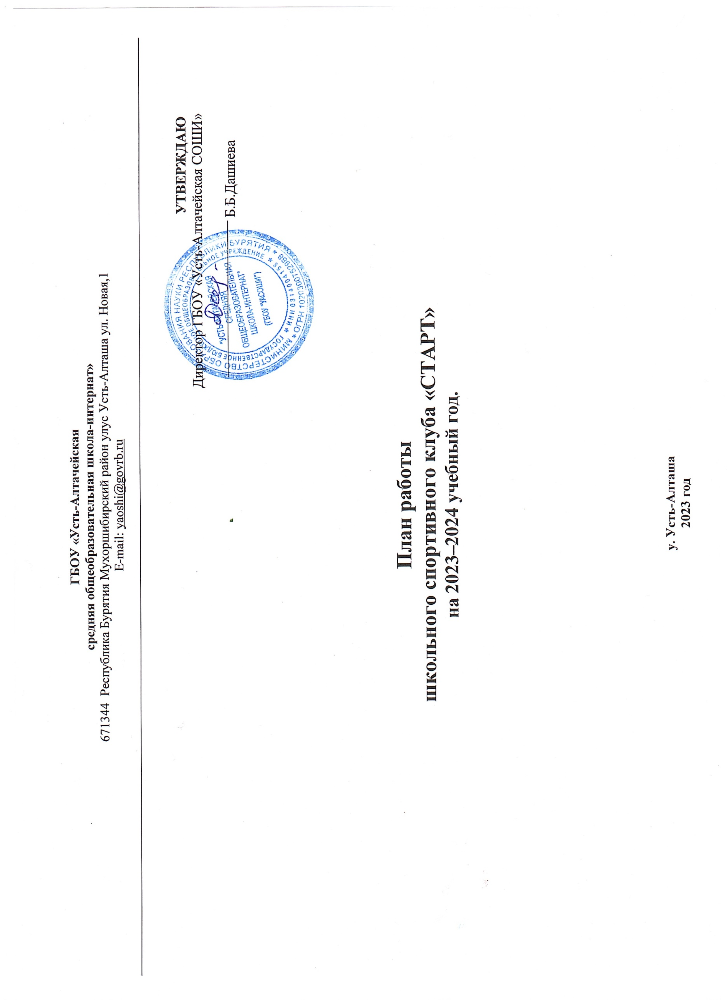 ГБОУ «Усть-Алтачейская
средняя общеобразовательная школа-интернат»
671344 Республика Бурятия Мухоршибирский район улус Усть-Алташа ул. Новая,1
E-mail: yaoshi@govrb.ru
УТВЕРЖДАЮ
Директор ГБОУ «Усть-Алтачейская СОШИ»
Б.Б.Дашиева
МИНИСТЕРСТВО ОБРАЗОВАНИЯ НАУКИ РЕСПУБЛИКИ БУРЯТИЯ * ОГРН 1020300752968 *
ГОСУДАРСТВЕННОЕ БЮДЖЕТНОЕ ОБЩЕОБРАЗОВАТЕЛЬНОЕ УЧРЕЖДЕНИЕ * ИНН 0314004158 *
"УСТЬ-АЛТАЧЕЙСКАЯ
СРЕДНЯЯ
ОБЩЕОБРАЗОВАТЕЛЬНАЯ
ШКОЛА-ИНТЕРНАТ"
(ГБОУ "УАСОШИ")
План работы
школьного спортивного клуба «СТАРТ»
на 2023–2024 учебный год.
у. Усть-Алташа
2023 год